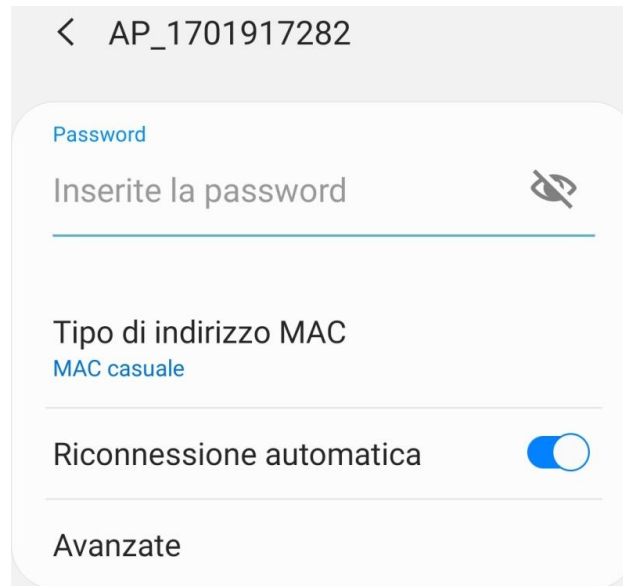 AP_1701917282
Password
Inserite la password
Tipo di indirizzo MAC
MAC casuale
Riconnessione automatica
Avanzate